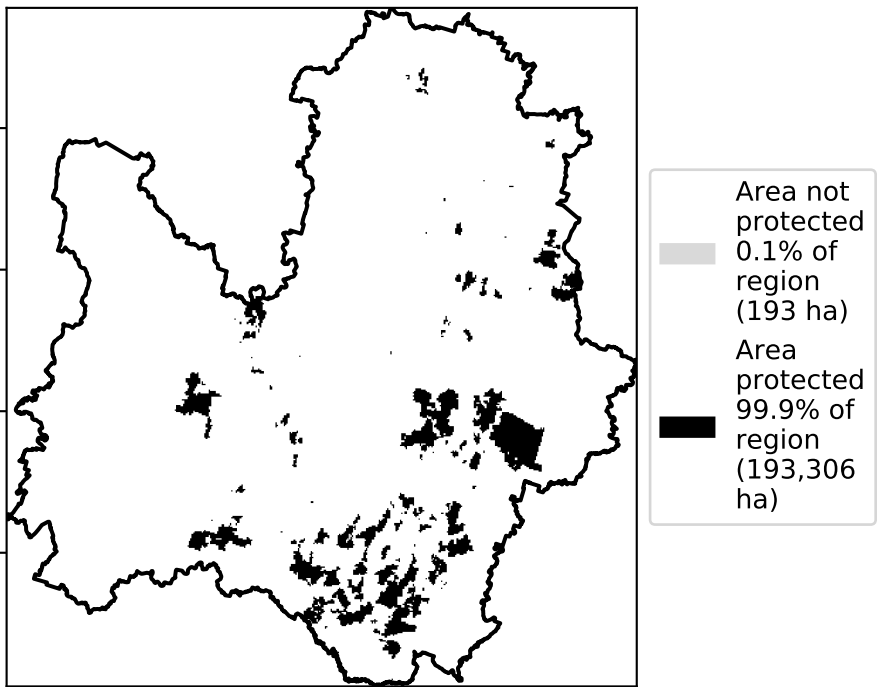 Area not
protected
0.1% of
region
(193 ha)
Area
protected
99.9% of
region
(193,306
ha)